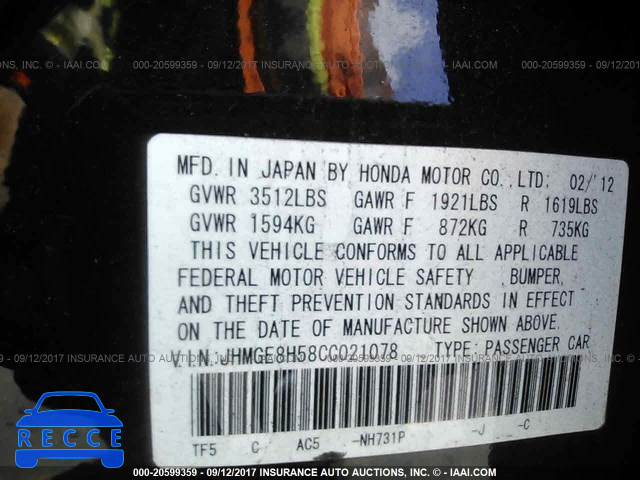 000-20599359 - 09/12/2017 INSURANCE AUTO AUCTIONS, INC. © - IAAI.COM
MFD. IN JAPAN BY HONDA MOTOR CO.,LTD. 02/'12
GVWR 3512LBS GAWR F 1921LBS R 1619LBS
GVWR 1594KG GAWR F 872KG R 735KG
THIS VEHICLE CONFORMS TO ALL APPLICABLE
FEDERAL MOTOR VEHICLE SAFETY , BUMPER,
AND THEFT PREVENTION STANDARDS IN EFFECT
ON THE DATE OF MANUFACTURE SHOWN ABOVE.
V.I.N. JHMGE8H58CC021078 TYPE: PASSENGER CAR
TF5 C AC5 -NH731P -J -C
RECCE
000-20599359 - 09/12/2017 INSURANCE AUTO AUCTIONS, INC. © - IAAI.COM